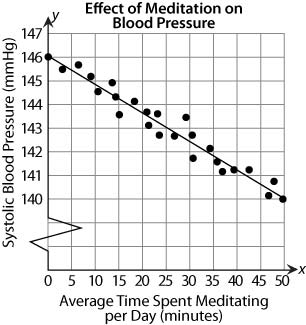 Effect of Meditation on
Blood Pressure
y
147
146
145
144
143
142
141
140
Systolic Blood Pressure (mmHg)
0 5 10 15 20 25 30 35 40 45 50
x
Average Time Spent Meditating
per Day (minutes)